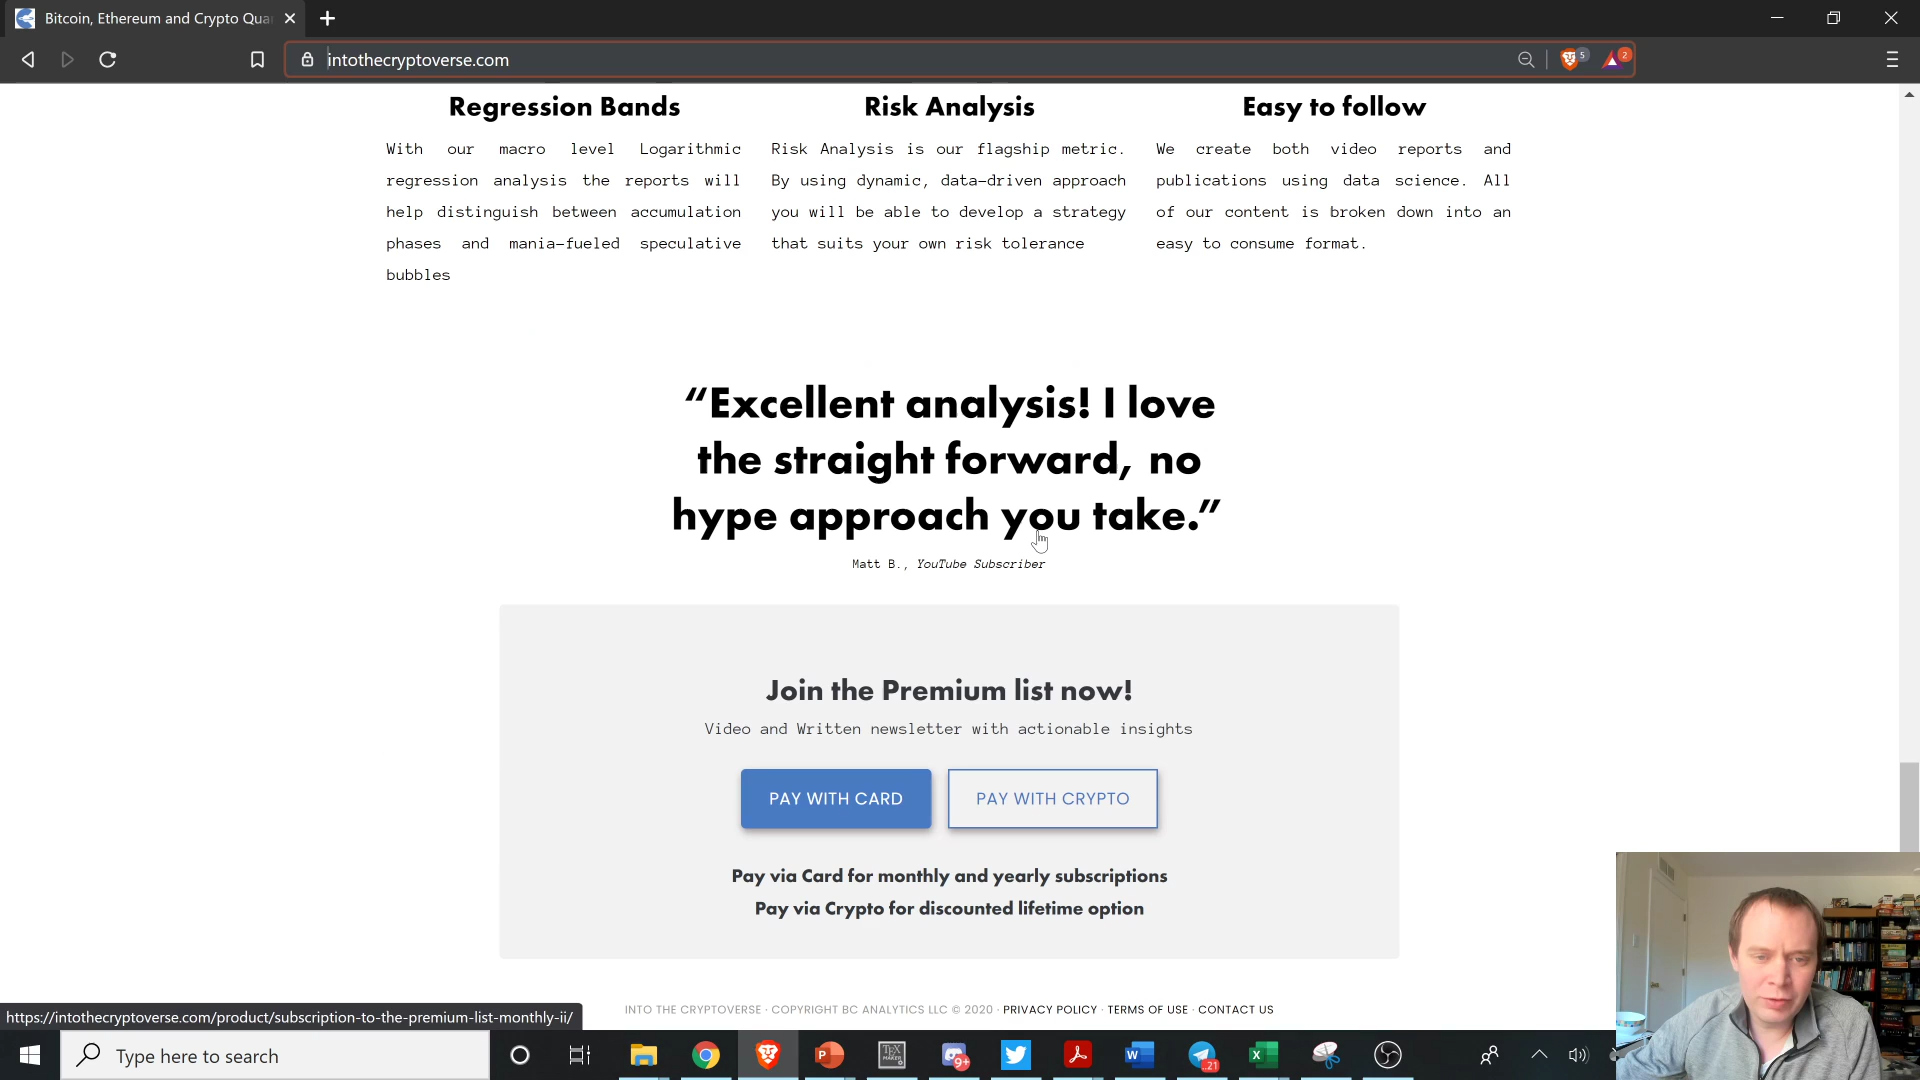 Bitcoin, Ethereum and Crypto Qua
intothecryptoverse.com
5
2
Regression Bands
With our macro level Logarithmic
regression analysis the reports will
help distinguish between accumulation
phases and mania-fueled speculative
bubbles
Risk Analysis
Risk Analysis is our flagship metric.
By using dynamic, data-driven approach
you will be able to develop a strategy
that suits your own risk tolerance
Easy to follow
We create both video reports and
publications using data science. All
of our content is broken down into an
easy to consume format.
“Excellent analysis! I love
the straight forward, no
hype approach you take.”
Matt B., YouTube Subscriber
Join the Premium list now!
Video and Written newsletter with actionable insights
PAY WITH CARD
PAY WITH CRYPTO
Pay via Card for monthly and yearly subscriptions
Pay via Crypto for discounted lifetime option
INTO THE CRYPTOVERSE · COPYRIGHT BC ANALYTICS LLC © 2020 · PRIVACY POLICY · TERMS OF USE · CONTACT US
https://intothecryptoverse.com/product/subscription-to-the-premium-list-monthly-ii/
Type here to search
P
TEX
MAKER
9+
W
..21
X